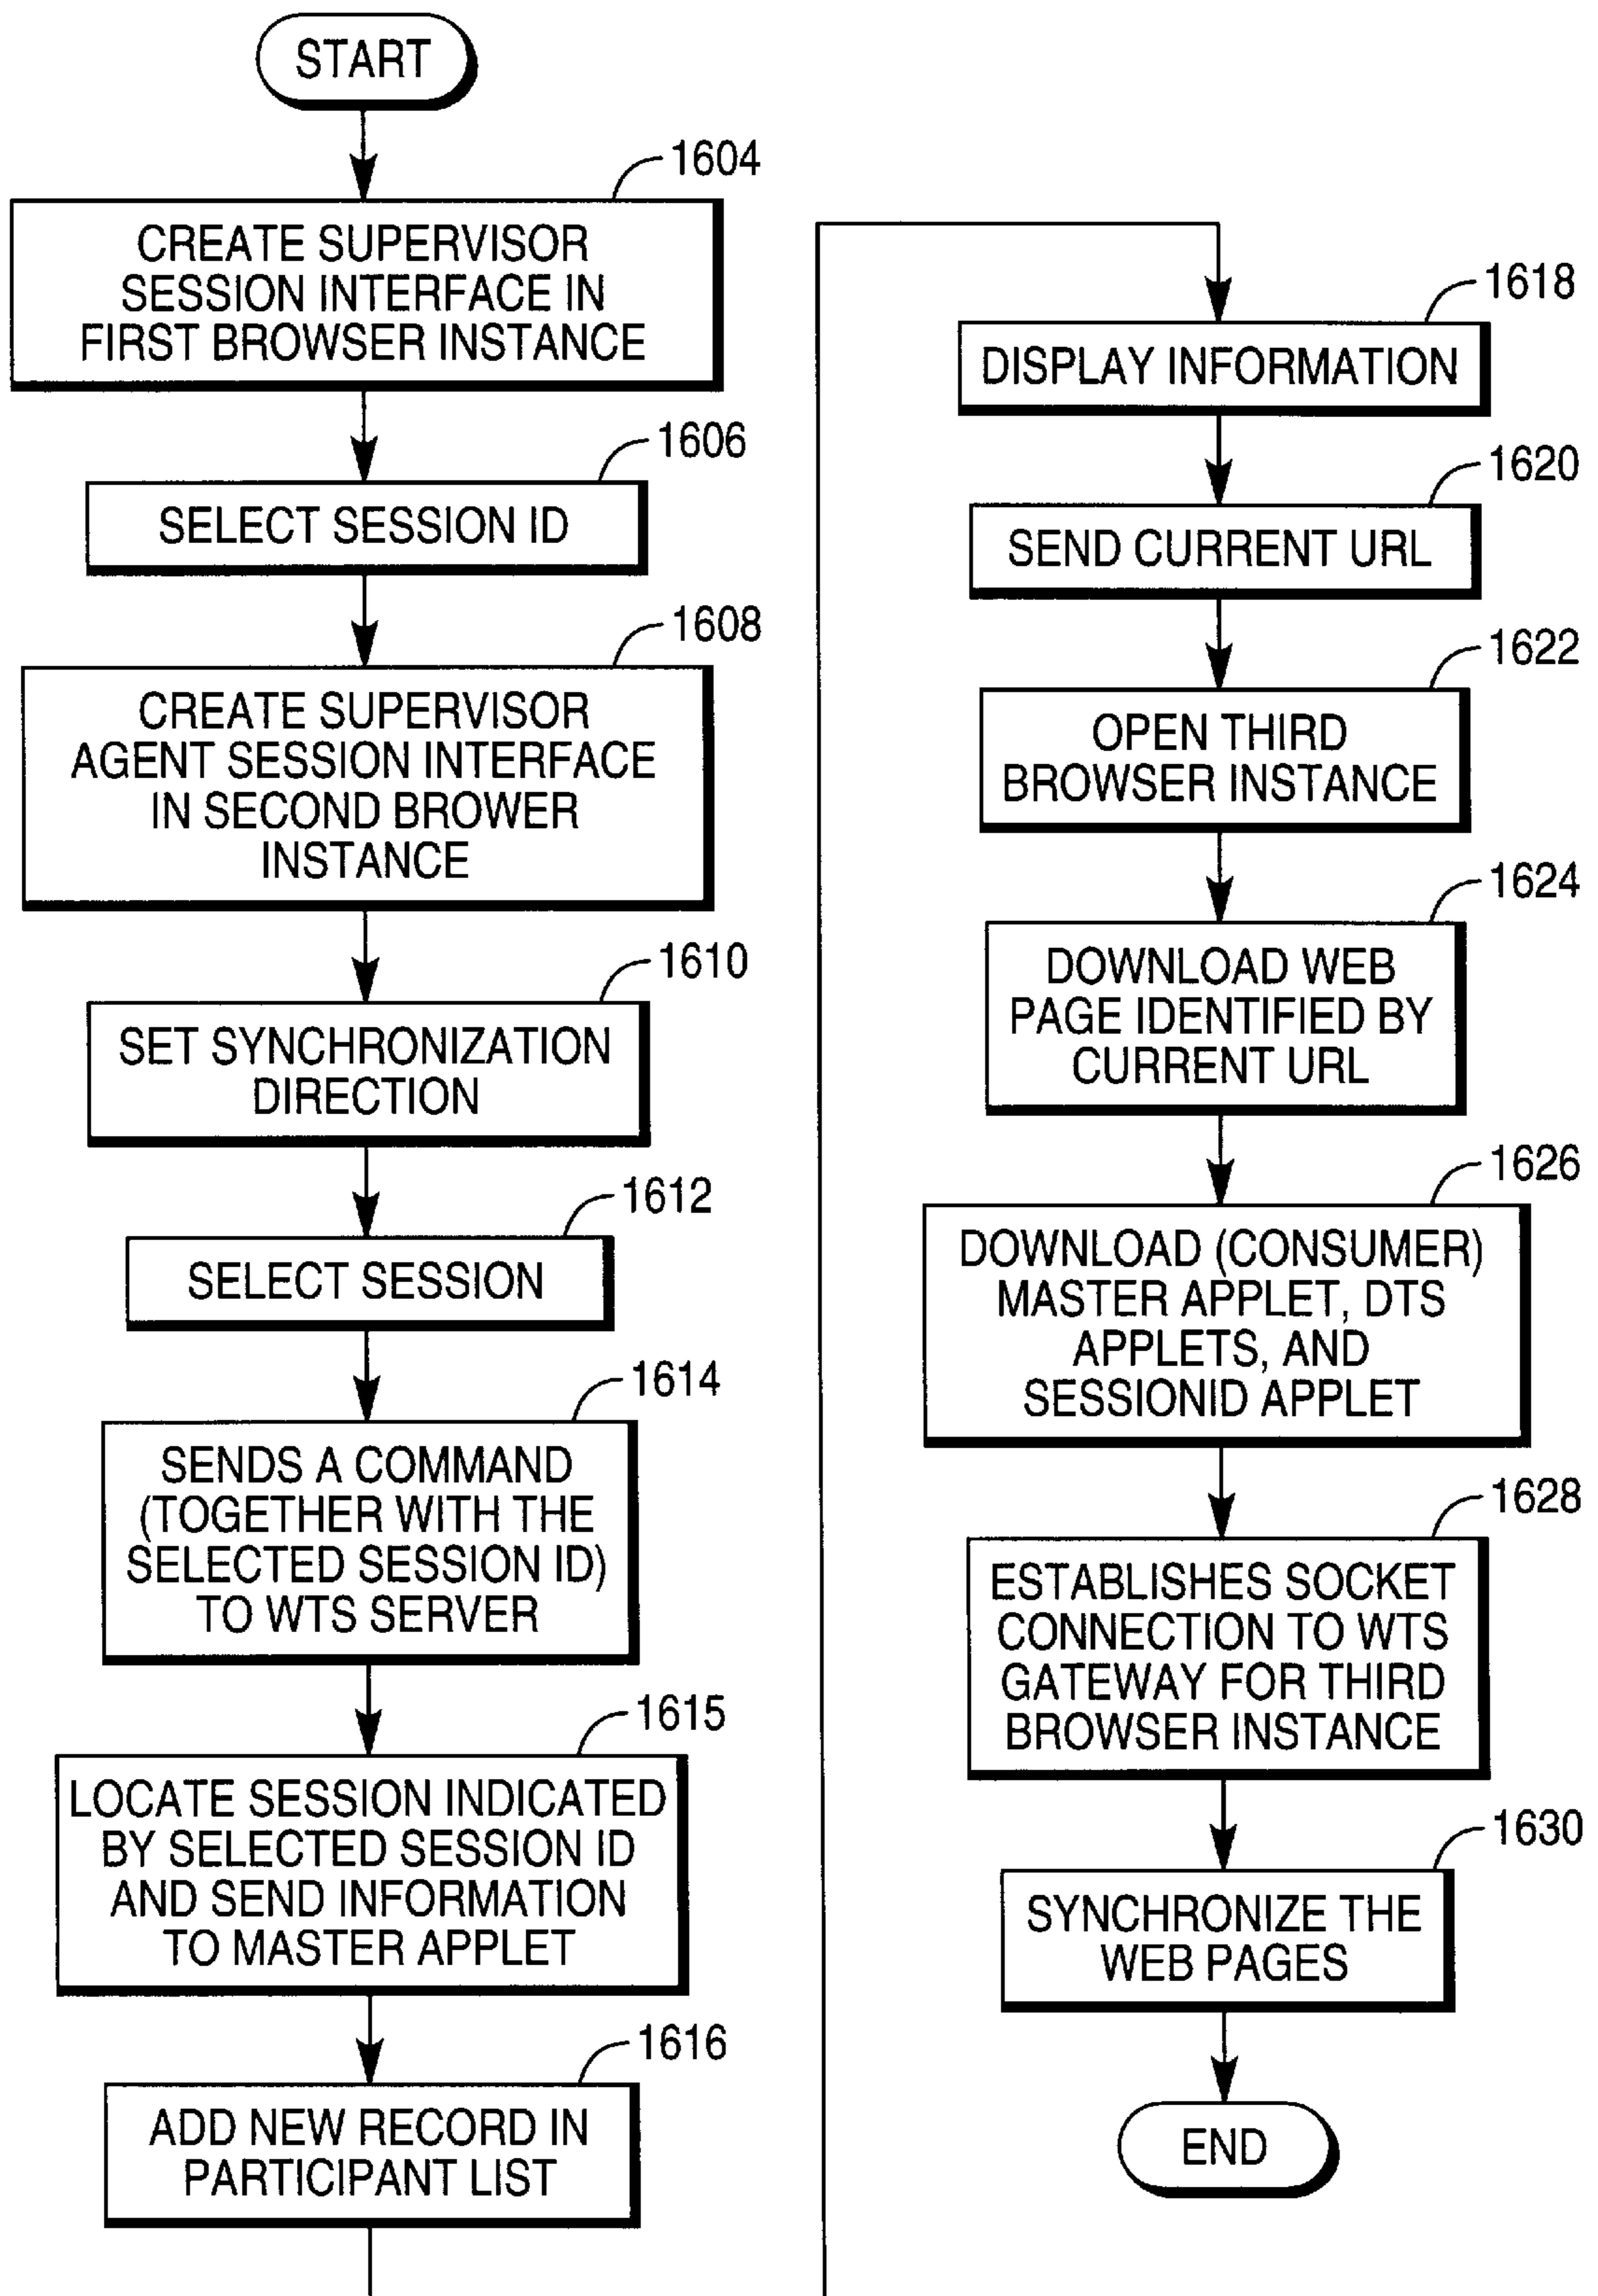 START
1604
CREATE SUPERVISOR
SESSION INTERFACE IN
FIRST BROWSER INSTANCE
1606
SELECT SESSION ID
1608
CREATE SUPERVISOR
AGENT SESSION INTERFACE
IN SECOND BROWER
INSTANCE
1610
SET SYNCHRONIZATION
DIRECTION
1612
SELECT SESSION
1614
SENDS A COMMAND
(TOGETHER WITH THE
SELECTED SESSION ID)
TO WTS SERVER
1615
LOCATE SESSION INDICATED
BY SELECTED SESSION ID
AND SEND INFORMATION
TO MASTER APPLET
1616
ADD NEW RECORD IN
PARTICIPANT LIST
1618
DISPLAY INFORMATION
1620
SEND CURRENT URL
1622
OPEN THIRD
BROWSER INSTANCE
1624
DOWNLOAD WEB
PAGE IDENTIFIED BY
CURRENT URL
1626
DOWNLOAD (CONSUMER)
MASTER APPLET, DTS
APPLETS, AND
SESSIONID APPLET
1628
ESTABLISHES SOCKET
CONNECTION TO WTS
GATEWAY FOR THIRD
BROWSER INSTANCE
1630
SYNCHRONIZE THE
WEB PAGES
END